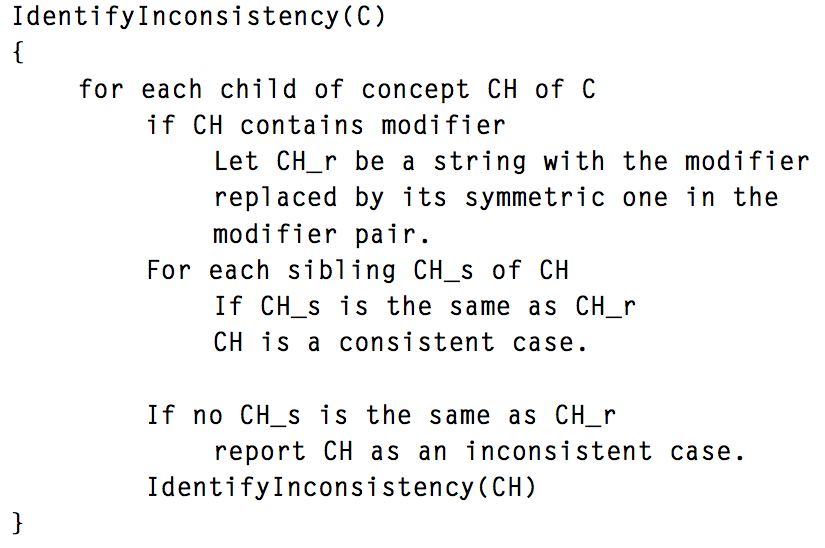 IdentifyInconsistency(C)
{
for each child of concept CH of C
if CH contains modifier
Let CH_r be a string with the modifier
replaced by its symmetric one in the
modifier pair.
For each sibling CH_s of CH
If CH_s is the same as CH_r
CH is a consistent case.
If no CH_s is the same as CH_r
report CH as an inconsistent case.
IdentifyInconsistency(CH)
}